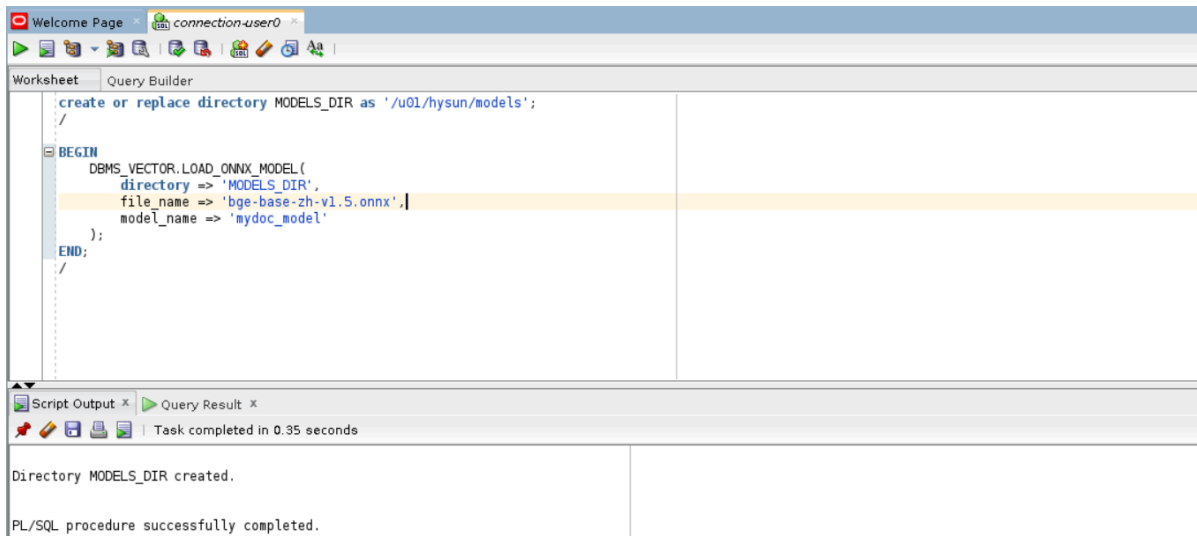 Welcome Page
connection-user0
Worksheet Query Builder
create or replace directory MODELS_DIR as '/u01/hysun/models';
/
BEGIN
DBMS_VECTOR.LOAD_ONNX_MODEL(
directory => 'MODELS_DIR',
file_name => 'bge-base-zh-v1.5.onnx',
model_name => 'mydoc_model'
);
END;
/
Script Output x Query Result x
Task completed in 0.35 seconds
Directory MODELS_DIR created.
PL/SQL procedure successfully completed.